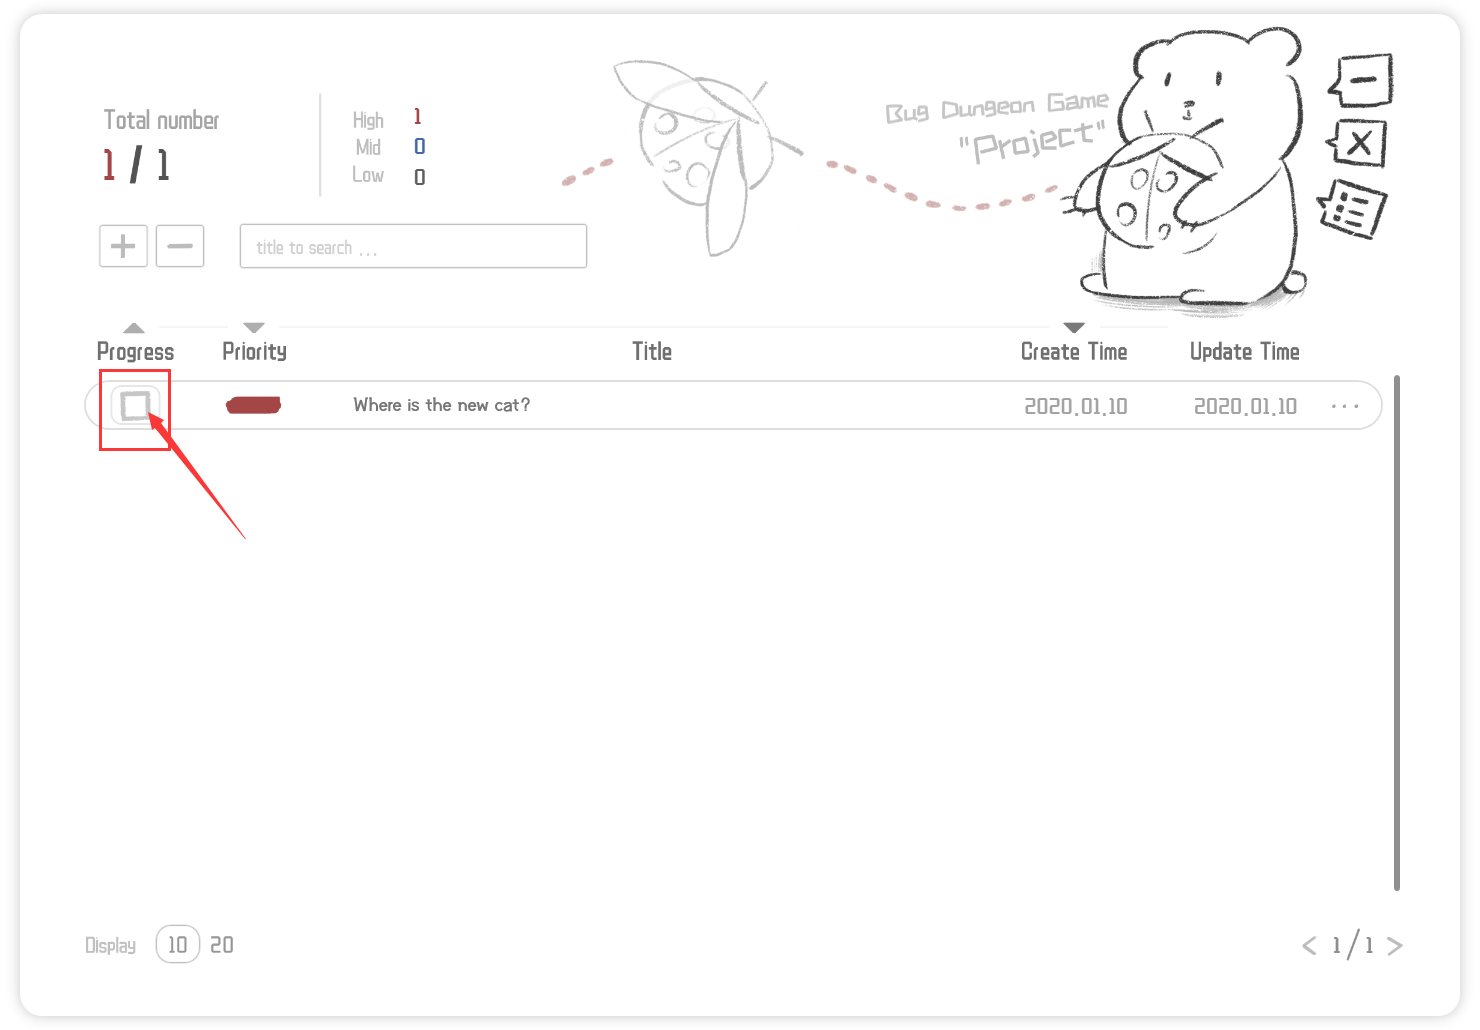 Total number
1 / 1
High 1
Mid 0
Low 0
Bug Dungeon Game
"Project"
title to search ...
Progress Priority Title Create Time Update Time
Where is the new cat? 2020.01.10 2020.01.10 ...
Display 10 20
< 1 / 1 >